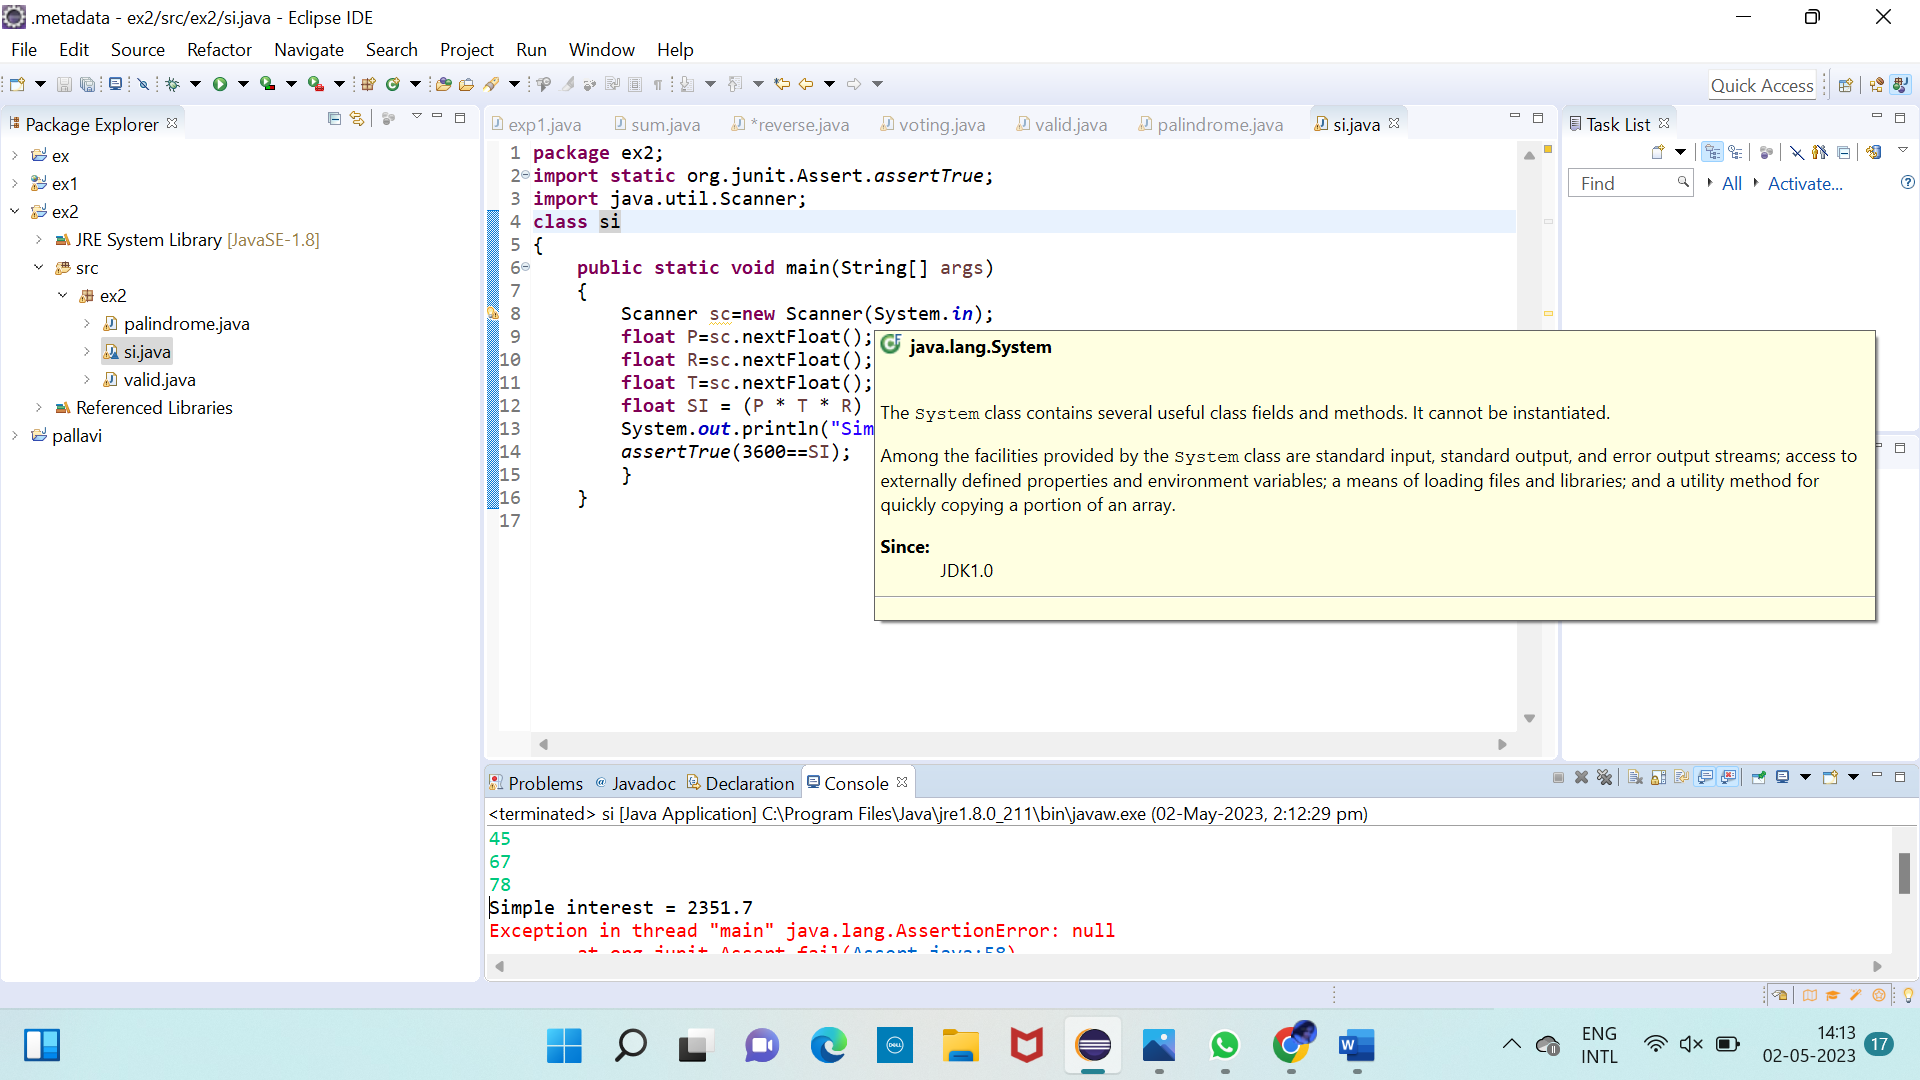 .metadata - ex2/src/ex2/si.java - Eclipse IDE
File Edit Source Refactor Navigate Search Project Run Window Help
Quick Access
Package Explorer
ex
ex1
ex2
JRE System Library [JavaSE-1.8]
src
ex2
palindrome.java
si.java
valid.java
Referenced Libraries
pallavi
exp1.java sum.java *reverse.java voting.java valid.java palindrome.java si.java
1 package ex2;
2 import static org.junit.Assert.assertTrue;
3 import java.util.Scanner;
4 class si
5 {
6 public static void main(String[] args)
7 {
8 Scanner sc=new Scanner(System.in);
9 float P=sc.nextFloat();
10 float R=sc.nextFloat();
11 float T=sc.nextFloat();
12 float SI = (P * T * R)
13 System.out.println("Sim
14 assertTrue(3600==SI);
15 }
16 }
17
java.lang.System
The System class contains several useful class fields and methods. It cannot be instantiated.
Among the facilities provided by the System class are standard input, standard output, and error output streams; access to
externally defined properties and environment variables; a means of loading files and libraries; and a utility method for
quickly copying a portion of an array.
Since:
JDK1.0
Task List
Find All Activate...
Problems @ Javadoc Declaration Console
<terminated> si [Java Application] C:\Program Files\Java\jre1.8.0_211\bin\javaw.exe (02-May-2023, 2:12:29 pm)
45
67
78
Simple interest = 2351.7
Exception in thread "main" java.lang.AssertionError: null
at org.junit.Assert.fail(Assert.java:58)
DELL
W
ENG
INTL
14:13
02-05-2023
17